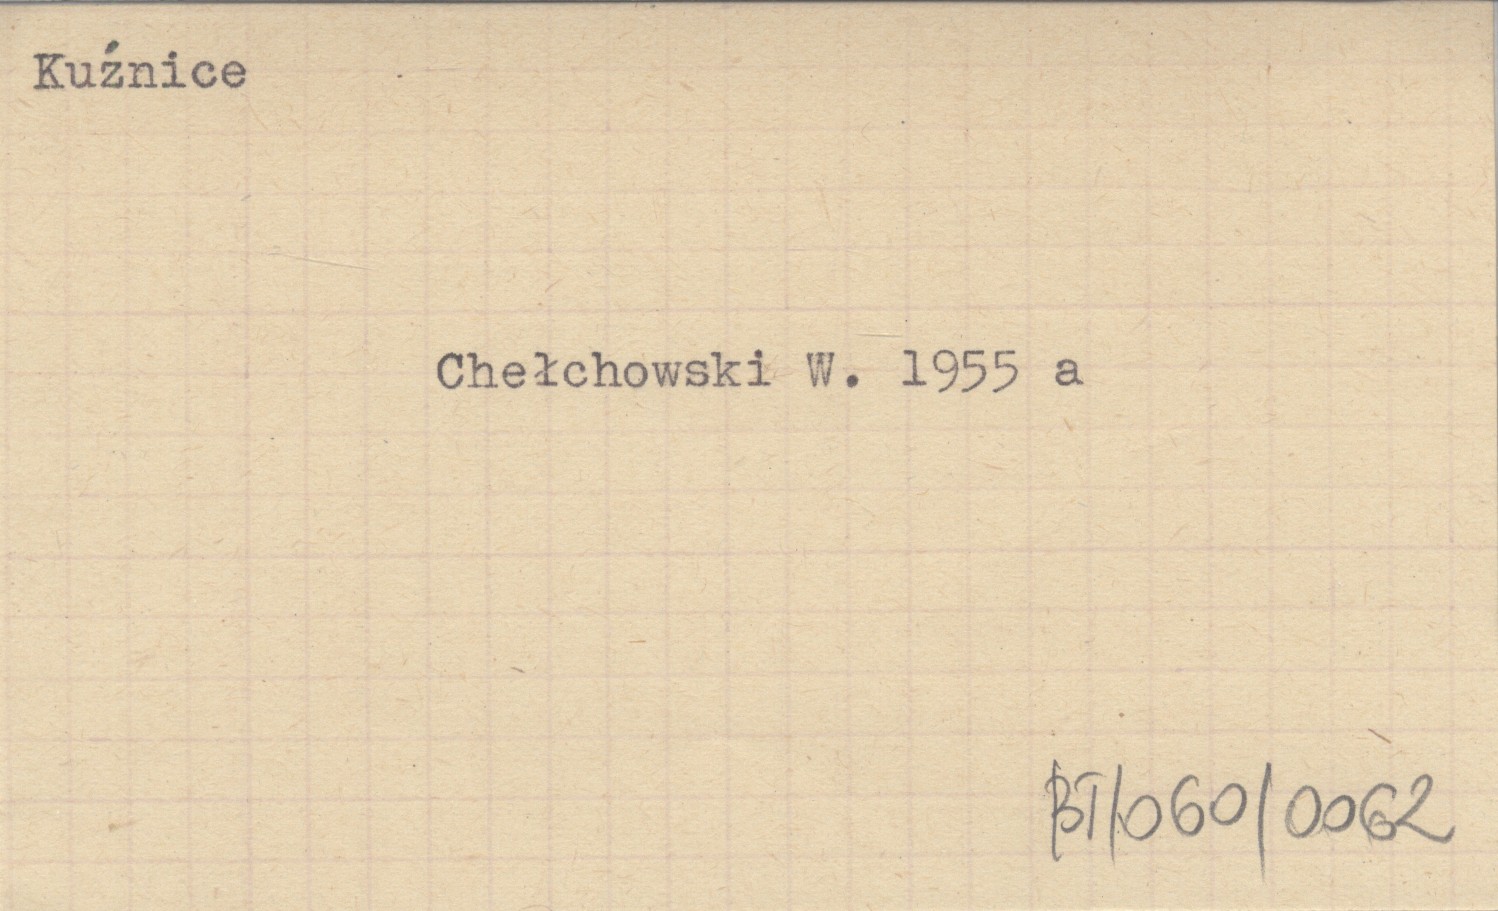 Kuźnice
Chełchowski W. 1955 a
BT/060/0062